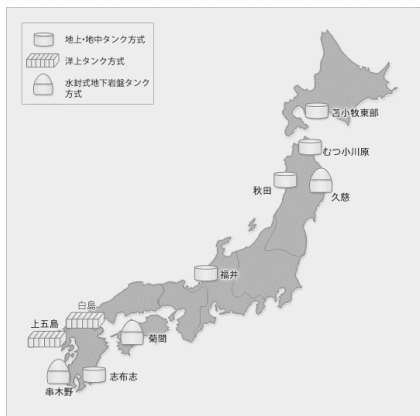 地上・地中タンク方式
洋上タンク方式
水封式地下岩盤タンク
方式
苫小牧東部
むつ小川原
秋田
久慈
福井
白島
上五島
菊間
志布志
串木野